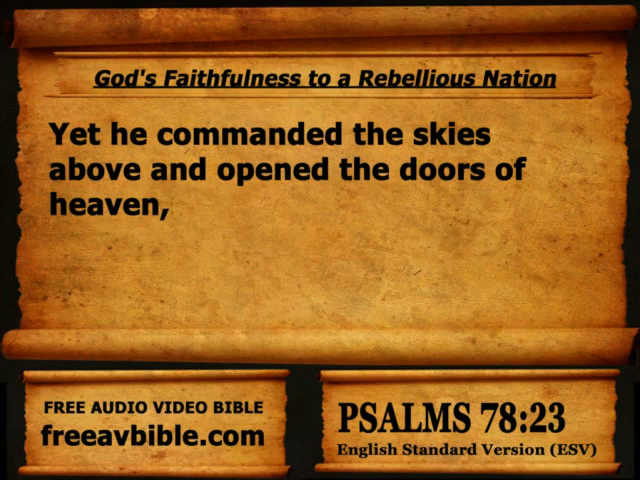 God's Faithfulness to a Rebellious Nation
Yet he commanded the skies
above and opened the doors of
heaven,
FREE AUDIO VIDEO BIBLE
freeavbible.com
PSALMS 78:23
English Standard Version (ESV)